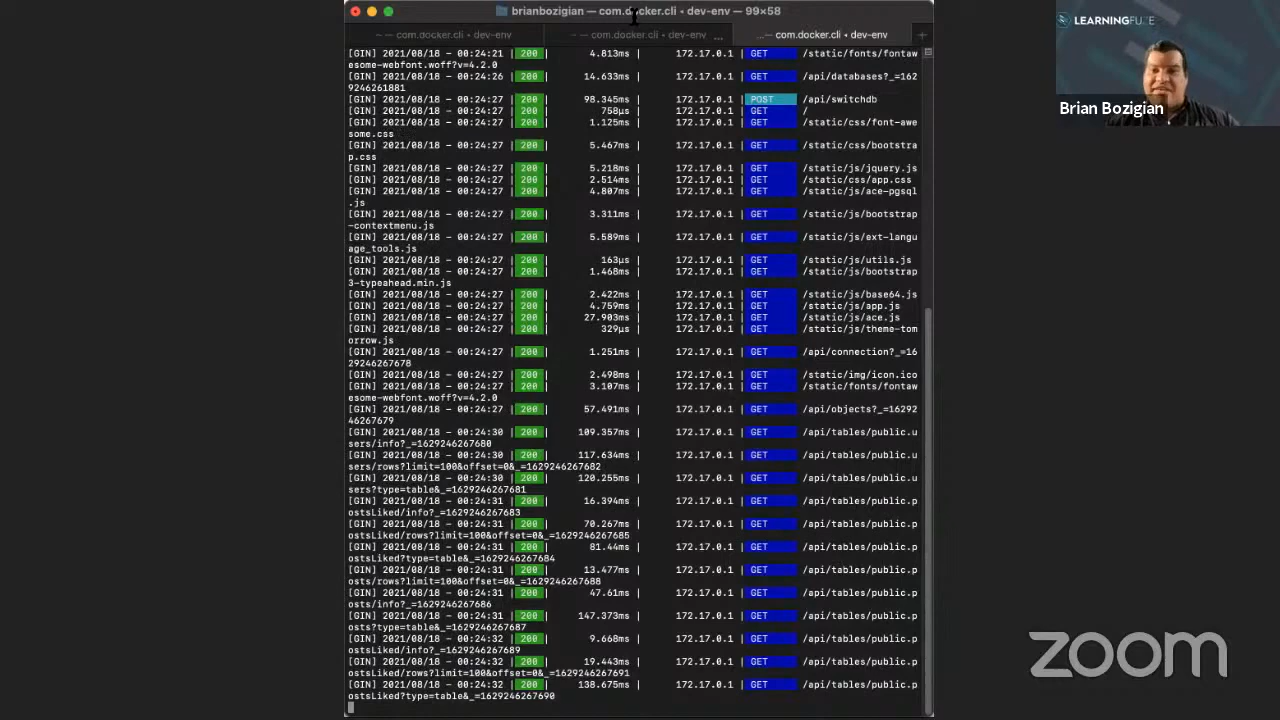 brianbozigian — com.docker.cli • dev-env — 99×58
— com.docker.cli • dev-env
— com.docker.cli • dev-env ...
... — com.docker.cli • dev-env +
[GIN] 2021/08/18 – 00:24:21 | 200 | 4.813ms | 172.17.0.1 | GET /static/fonts/fontaw
esome-webfont.woff?v=4.2.0
[GIN] 2021/08/18 – 00:24:26 | 200 | 14.633ms | 172.17.0.1 | GET /api/databases?_=162
9246261881
[GIN] 2021/08/18 – 00:24:27 | 200 | 98.345ms | 172.17.0.1 | POST /api/switchdb
[GIN] 2021/08/18 – 00:24:27 | 200 | 758µs | 172.17.0.1 | GET /
[GIN] 2021/08/18 – 00:24:27 | 200 | 1.125ms | 172.17.0.1 | GET /static/css/font-awe
some.css
[GIN] 2021/08/18 – 00:24:27 | 200 | 5.467ms | 172.17.0.1 | GET /static/css/bootstra
p.css
[GIN] 2021/08/18 – 00:24:27 | 200 | 5.218ms | 172.17.0.1 | GET /static/js/jquery.js
[GIN] 2021/08/18 – 00:24:27 | 200 | 2.514ms | 172.17.0.1 | GET /static/css/app.css
[GIN] 2021/08/18 – 00:24:27 | 200 | 4.807ms | 172.17.0.1 | GET /static/js/ace-pgsql
.js
[GIN] 2021/08/18 – 00:24:27 | 200 | 3.311ms | 172.17.0.1 | GET /static/js/bootstrap
-contextmenu.js
[GIN] 2021/08/18 – 00:24:27 | 200 | 5.589ms | 172.17.0.1 | GET /static/js/ext-langu
age_tools.js
[GIN] 2021/08/18 – 00:24:27 | 200 | 163µs | 172.17.0.1 | GET /static/js/utils.js
[GIN] 2021/08/18 – 00:24:27 | 200 | 1.468ms | 172.17.0.1 | GET /static/js/bootstrap
3-typeahead.min.js
[GIN] 2021/08/18 – 00:24:27 | 200 | 2.422ms | 172.17.0.1 | GET /static/js/base64.js
[GIN] 2021/08/18 – 00:24:27 | 200 | 4.759ms | 172.17.0.1 | GET /static/js/app.js
[GIN] 2021/08/18 – 00:24:27 | 200 | 27.903ms | 172.17.0.1 | GET /static/js/ace.js
[GIN] 2021/08/18 – 00:24:27 | 200 | 329µs | 172.17.0.1 | GET /static/js/theme-tom
orrow.js
[GIN] 2021/08/18 – 00:24:27 | 200 | 1.251ms | 172.17.0.1 | GET /api/connection?_=16
29246267678
[GIN] 2021/08/18 – 00:24:27 | 200 | 2.498ms | 172.17.0.1 | GET /static/img/icon.ico
[GIN] 2021/08/18 – 00:24:27 | 200 | 3.107ms | 172.17.0.1 | GET /static/fonts/fontaw
esome-webfont.woff?v=4.2.0
[GIN] 2021/08/18 – 00:24:27 | 200 | 57.491ms | 172.17.0.1 | GET /api/objects?_=16292
46267679
[GIN] 2021/08/18 – 00:24:30 | 200 | 109.357ms | 172.17.0.1 | GET /api/tables/public.u
sers/info?_=1629246267680
[GIN] 2021/08/18 – 00:24:30 | 200 | 117.634ms | 172.17.0.1 | GET /api/tables/public.u
sers/rows?limit=100&offset=0&_=1629246267682
[GIN] 2021/08/18 – 00:24:30 | 200 | 120.255ms | 172.17.0.1 | GET /api/tables/public.u
sers?type=table&_=1629246267681
[GIN] 2021/08/18 – 00:24:31 | 200 | 16.394ms | 172.17.0.1 | GET /api/tables/public.p
ostsLiked/info?_=1629246267683
[GIN] 2021/08/18 – 00:24:31 | 200 | 70.267ms | 172.17.0.1 | GET /api/tables/public.p
ostsLiked/rows?limit=100&offset=0&_=1629246267685
[GIN] 2021/08/18 – 00:24:31 | 200 | 81.44ms | 172.17.0.1 | GET /api/tables/public.p
ostsLiked?type=table&_=1629246267684
[GIN] 2021/08/18 – 00:24:31 | 200 | 13.477ms | 172.17.0.1 | GET /api/tables/public.p
osts/rows?limit=100&offset=0&_=1629246267688
[GIN] 2021/08/18 – 00:24:31 | 200 | 47.61ms | 172.17.0.1 | GET /api/tables/public.p
osts/info?_=1629246267686
[GIN] 2021/08/18 – 00:24:31 | 200 | 147.373ms | 172.17.0.1 | GET /api/tables/public.p
osts?type=table&_=1629246267687
[GIN] 2021/08/18 – 00:24:32 | 200 | 9.668ms | 172.17.0.1 | GET /api/tables/public.p
ostsLiked/info?_=1629246267689
[GIN] 2021/08/18 – 00:24:32 | 200 | 19.443ms | 172.17.0.1 | GET /api/tables/public.p
ostsLiked/rows?limit=100&offset=0&_=1629246267691
[GIN] 2021/08/18 – 00:24:32 | 200 | 138.675ms | 172.17.0.1 | GET /api/tables/public.p
ostsLiked?type=table&_=1629246267690
LEARNINGFUZE
Brian Bozigian
zoom